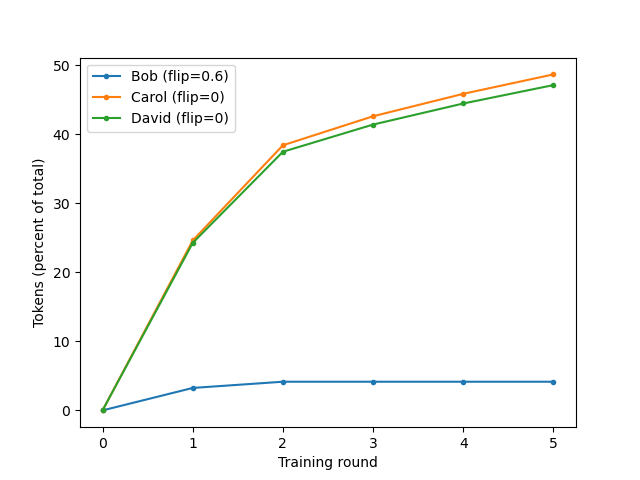 Bob (flip=0.6)
Carol (flip=0)
David (flip=0)
Tokens (percent of total)
50
40
30
20
10
0
0 1 2 3 4 5
Training round